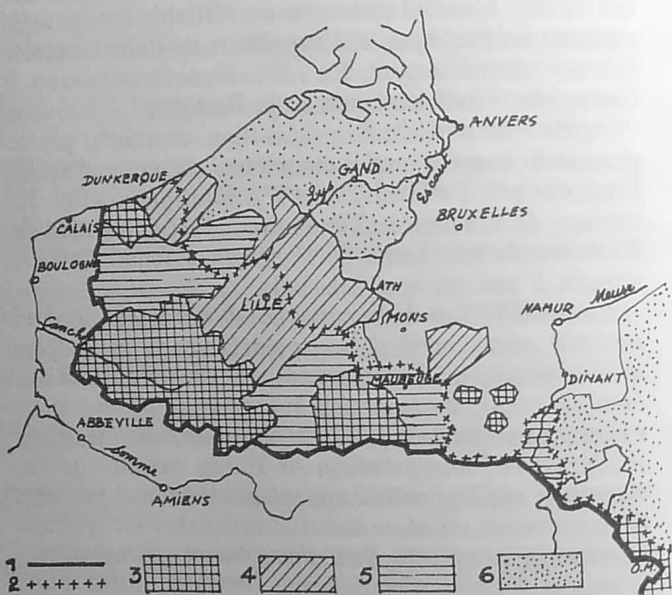 ANVERS
GAND
DUNKERQUE
Lys
Escaut
BRUXELLES
CALAIS
BOULOGNE
LILLE
ATH
MONS
NAMUR
Meuse
Canche
MAUBEUGE
DINANT
ABBEVILLE
Somme
AMIENS
O.M.
1
2
3
4
5
6